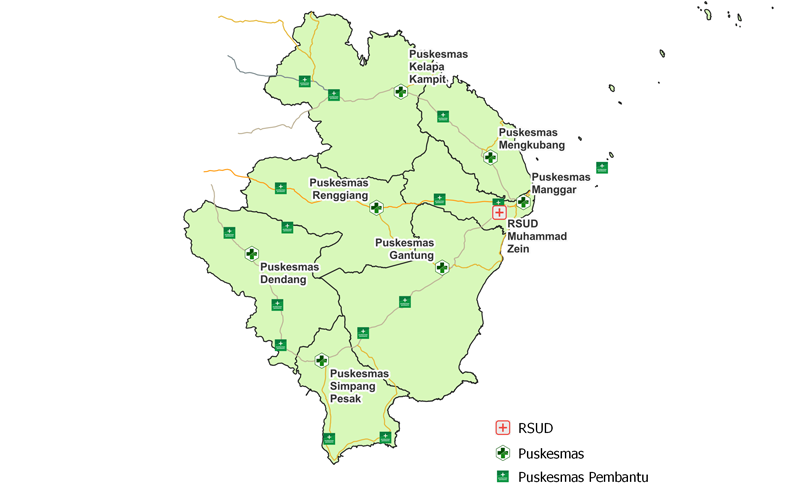 Puskesmas
Kelapa
Kampit
Puskesmas
Mengkubang
Puskesmas
Manggar
Puskesmas
Renggiang
RSUD
Muhammad
Zein
Puskesmas
Gantung
Puskesmas
Dendang
Puskesmas
Simpang
Pesak
RSUD
Puskesmas
Puskesmas Pembantu